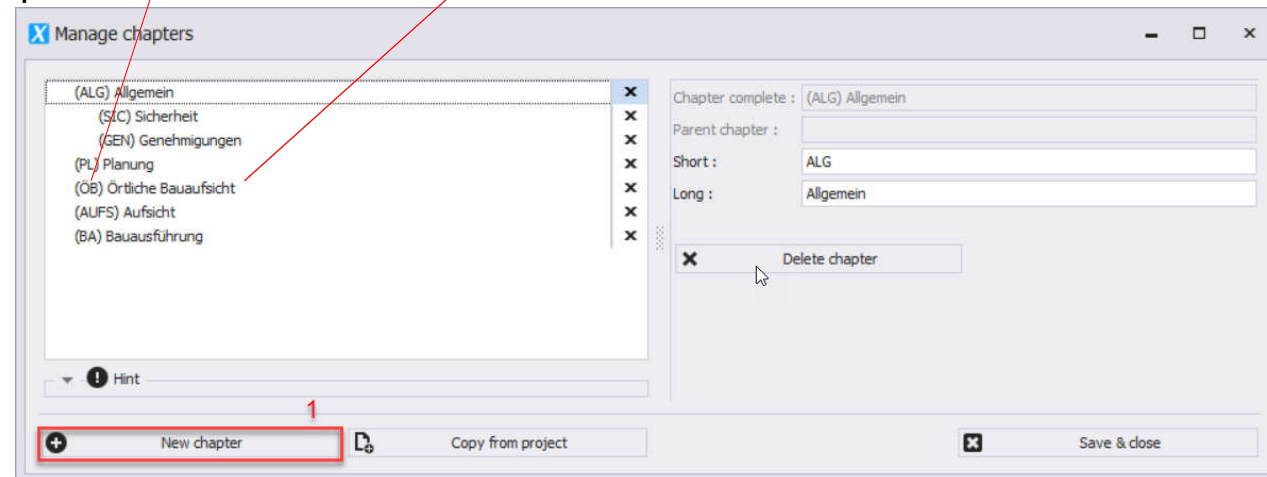 Manage chapters
(ALG) Allgemein
(SIC) Sicherheit
(GEN) Genehmigungen
(PL) Planung
(ÖB) Örtliche Bauaufsicht
(AUFS) Aufsicht
(BA) Bauausführung
Chapter complete : (ALG) Allgemein
Parent chapter :
Short : ALG
Long : Allgemein
Delete chapter
Hint
1
New chapter
Copy from project
Save & close